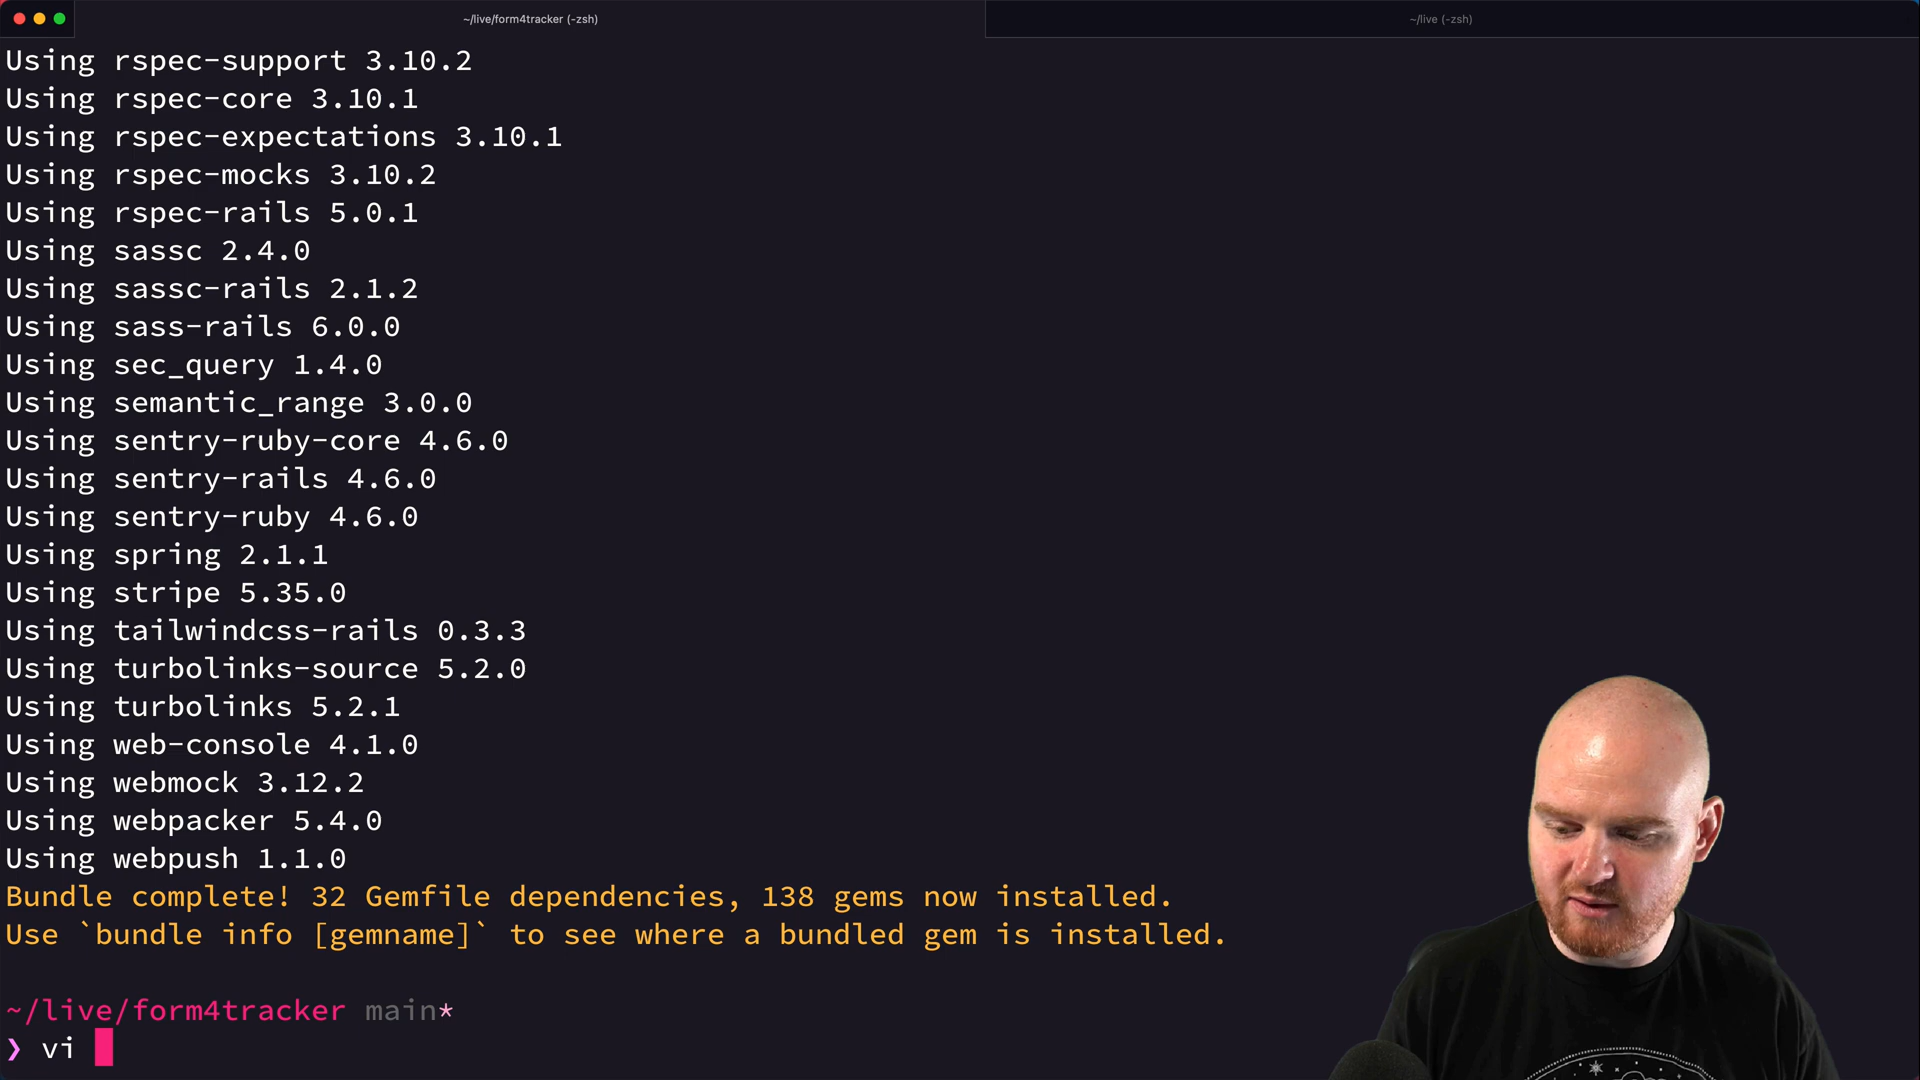 ~/live/form4tracker (-zsh)
~/live (-zsh)
Using rspec-support 3.10.2
Using rspec-core 3.10.1
Using rspec-expectations 3.10.1
Using rspec-mocks 3.10.2
Using rspec-rails 5.0.1
Using sassc 2.4.0
Using sassc-rails 2.1.2
Using sass-rails 6.0.0
Using sec_query 1.4.0
Using semantic_range 3.0.0
Using sentry-ruby-core 4.6.0
Using sentry-rails 4.6.0
Using sentry-ruby 4.6.0
Using spring 2.1.1
Using stripe 5.35.0
Using tailwindcss-rails 0.3.3
Using turbolinks-source 5.2.0
Using turbolinks 5.2.1
Using web-console 4.1.0
Using webmock 3.12.2
Using webpacker 5.4.0
Using webpush 1.1.0
Bundle complete! 32 Gemfile dependencies, 138 gems now installed.
Use `bundle info [gemname]` to see where a bundled gem is installed.
~/live/form4tracker main*
❯ vi